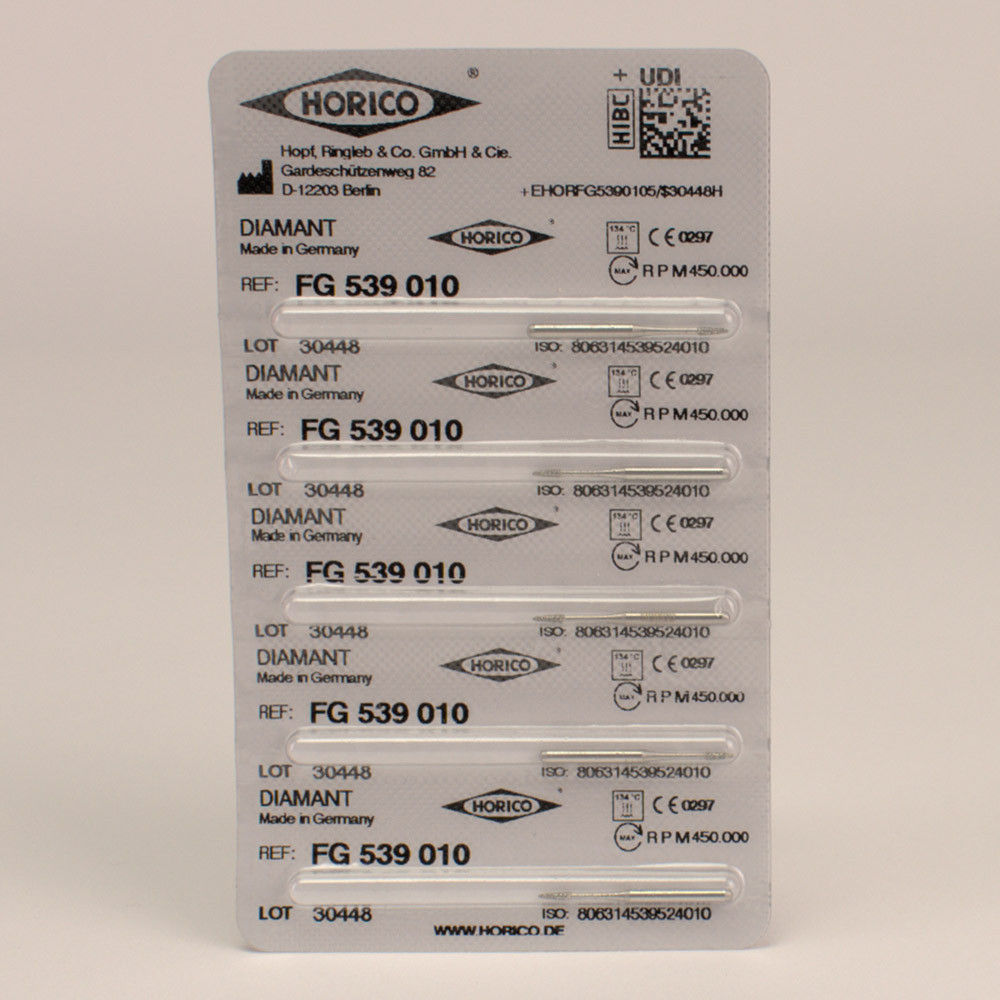 HORICO ®
+ UDI
HIBC
Hopf, Ringleb & Co. GmbH & Cie.
Gardeschützenweg 82
D-12203 Berlin
+EHORFG5390105/$30448H
DIAMANT HORICO ® 134 °C CE 0297
Made in Germany
MAX RPM 450.000
REF: FG 539 010
LOT 30448 ISO: 806314539524010
DIAMANT HORICO ® 134 °C CE 0297
Made in Germany
MAX RPM 450.000
REF: FG 539 010
LOT 30448 ISO: 806314539524010
DIAMANT HORICO ® 134 °C CE 0297
Made in Germany
MAX RPM 450.000
REF: FG 539 010
LOT 30448 ISO: 806314539524010
DIAMANT HORICO ® 134 °C CE 0297
Made in Germany
MAX RPM 450.000
REF: FG 539 010
LOT 30448 ISO: 806314539524010
DIAMANT HORICO ® 134 °C CE 0297
Made in Germany
MAX RPM 450.000
REF: FG 539 010
LOT 30448 ISO: 806314539524010
WWW.HORICO.DE